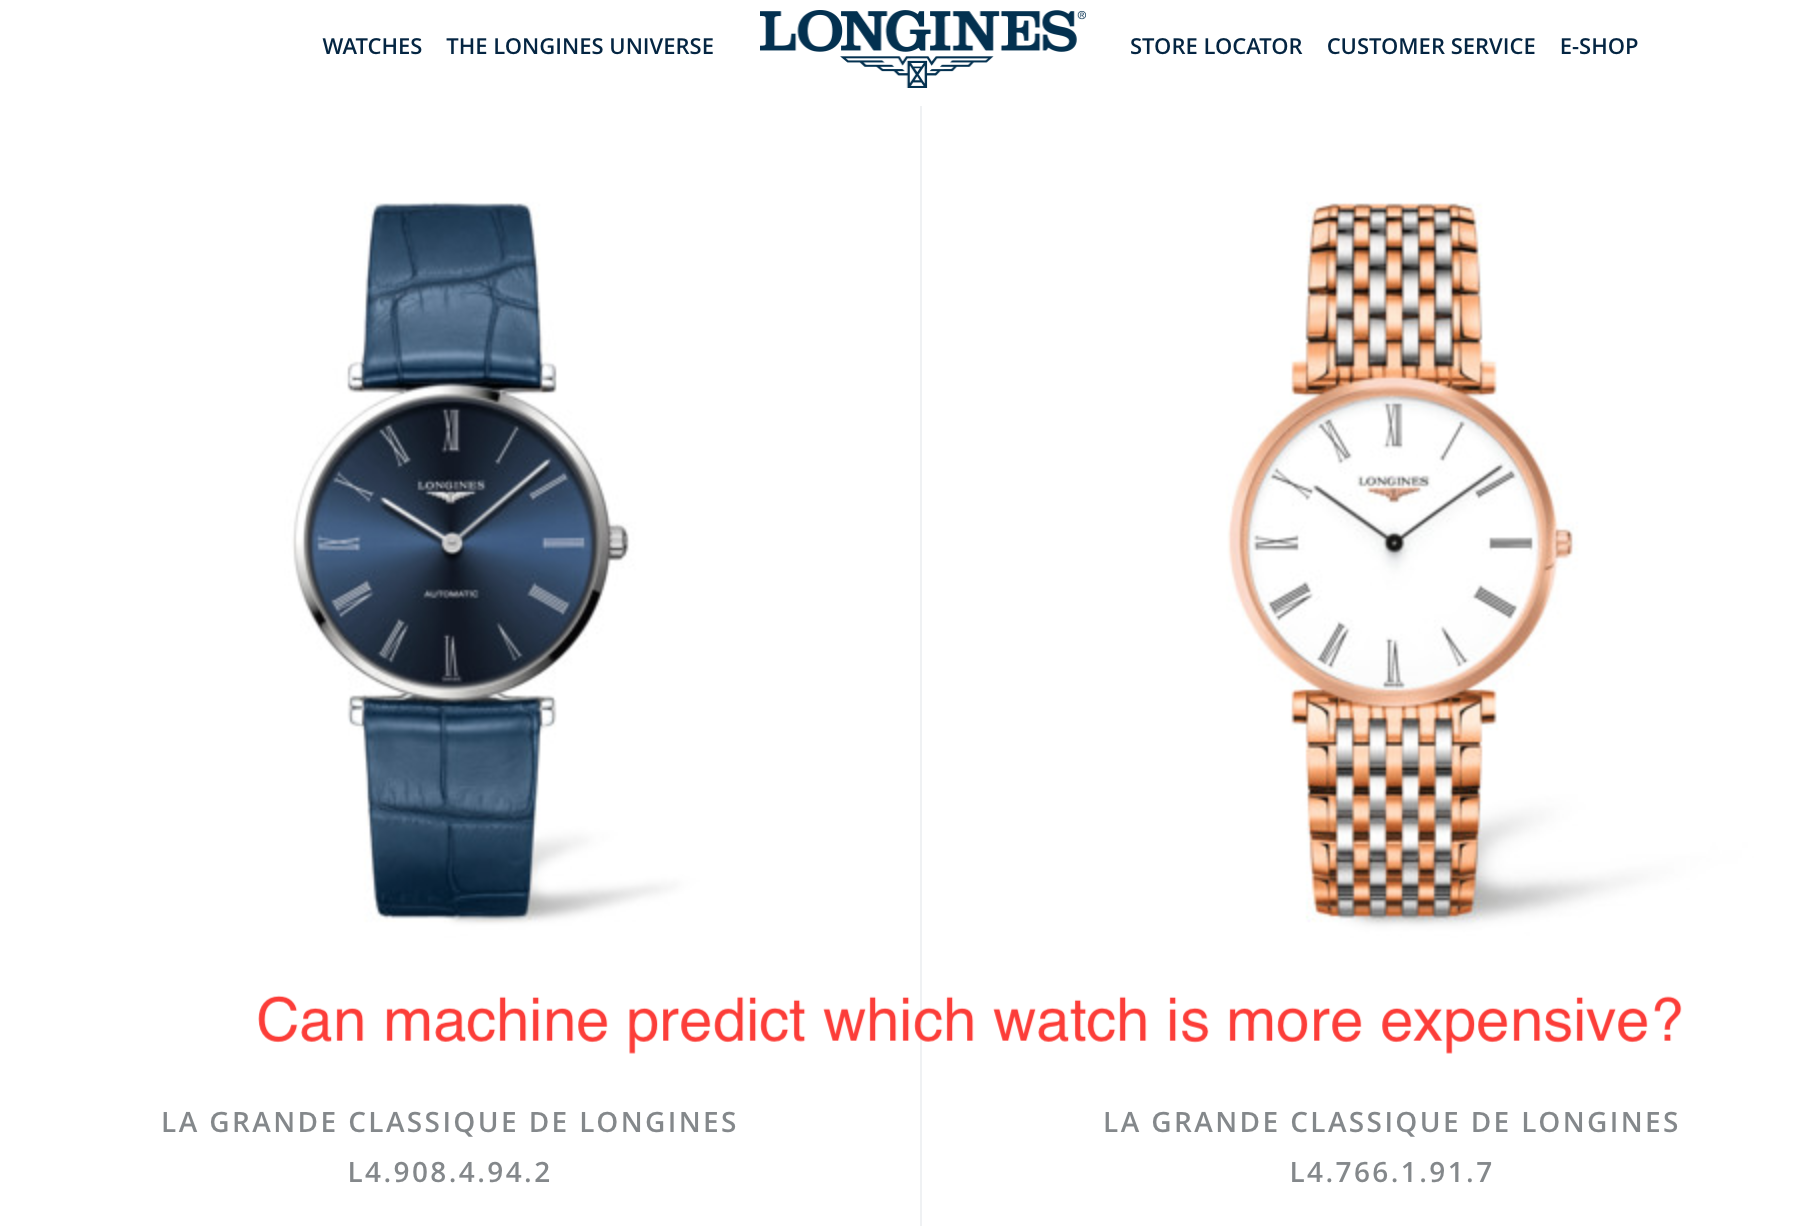 WATCHES THE LONGINES UNIVERSE LONGINES® STORE LOCATOR CUSTOMER SERVICE E-SHOP
LONGINES
AUTOMATIC
LONGINES
Can machine predict which watch is more expensive?
LA GRANDE CLASSIQUE DE LONGINES
L4.908.4.94.2
LA GRANDE CLASSIQUE DE LONGINES
L4.766.1.91.7